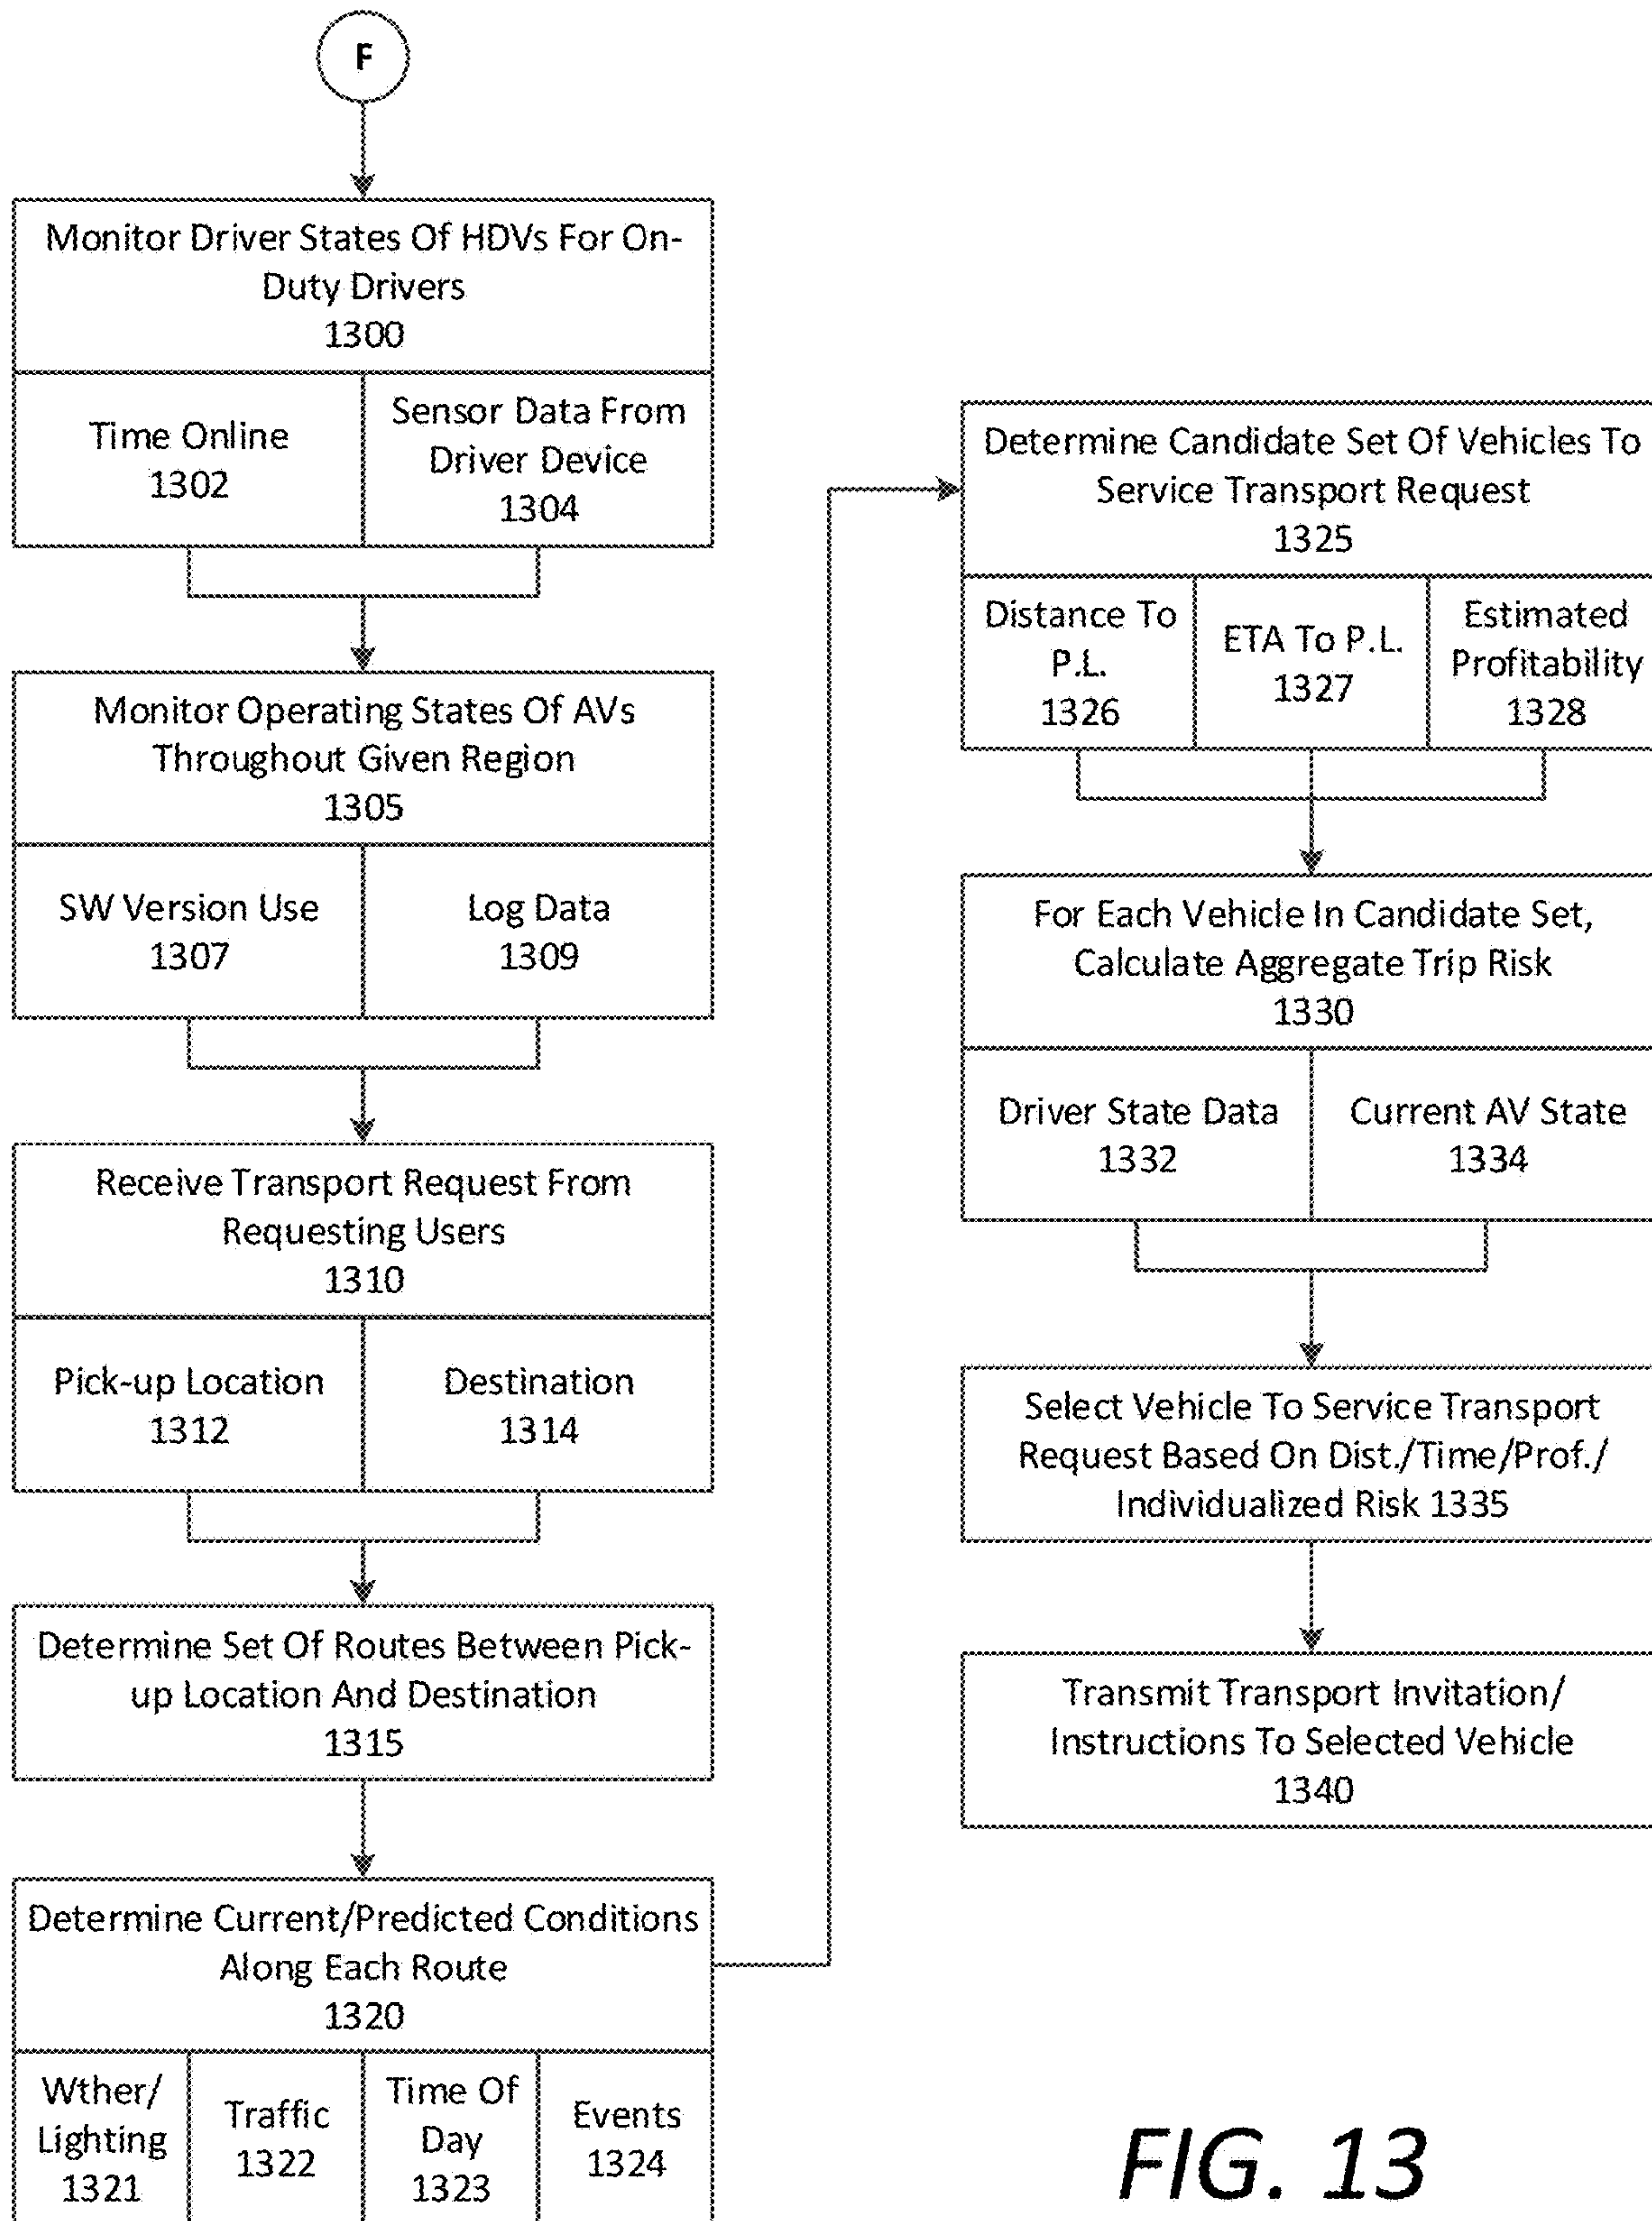 F
Monitor Driver States Of HDVs For On-
Duty Drivers
1300
Time Online
1302
Sensor Data From
Driver Device
1304
Monitor Operating States Of AVs
Throughout Given Region
1305
SW Version Use
1307
Log Data
1309
Receive Transport Request From
Requesting Users
1310
Pick-up Location
1312
Destination
1314
Determine Set Of Routes Between Pick-
up Location And Destination
1315
Determine Current/Predicted Conditions
Along Each Route
1320
Wther/
Lighting
1321
Traffic
1322
Time Of
Day
1323
Events
1324
Determine Candidate Set Of Vehicles To
Service Transport Request
1325
Distance To
P.L.
1326
ETA To P.L.
1327
Estimated
Profitability
1328
For Each Vehicle In Candidate Set,
Calculate Aggregate Trip Risk
1330
Driver State Data
1332
Current AV State
1334
Select Vehicle To Service Transport
Request Based On Dist./Time/Prof./
Individualized Risk 1335
Transmit Transport Invitation/
Instructions To Selected Vehicle
1340
FIG. 13